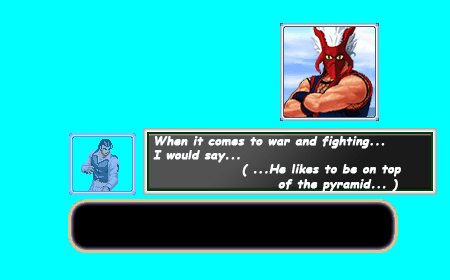 When it comes to war and fighting...
I would say...
( ...He likes to be on top
of the pyramid... )